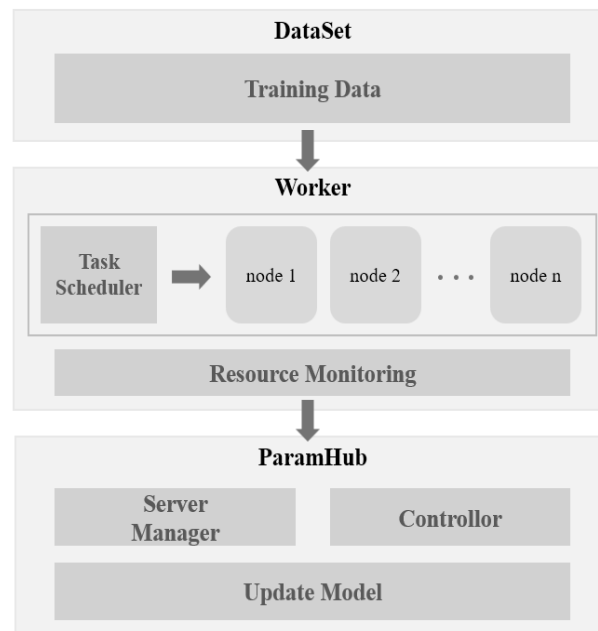 DataSet
Training Data
Worker
Task
Scheduler
node 1
node 2
. . .
node n
Resource Monitoring
ParamHub
Server
Manager
Controllor
Update Model